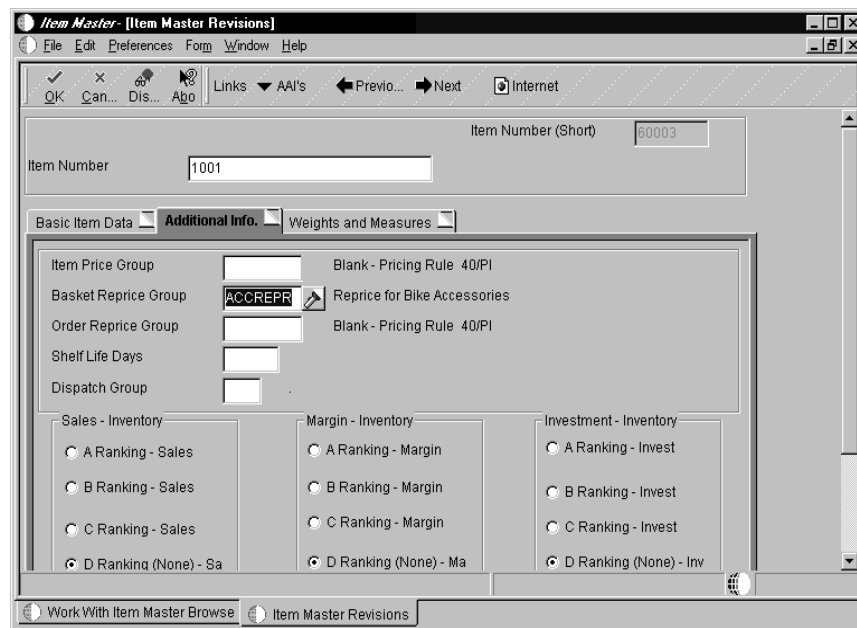 Item Master - [Item Master Revisions]
File Edit Preferences Form Window Help
OK Can... Dis... Abo Links AAI's Previo... Next Internet
Item Number (Short) 60003
Item Number 1001
Basic Item Data Additional Info. Weights and Measures
Item Price Group Blank - Pricing Rule 40/PI
Basket Reprice Group ACCREPR Reprice for Bike Accessories
Order Reprice Group Blank - Pricing Rule 40/PI
Shelf Life Days
Dispatch Group .
Sales - Inventory Margin - Inventory Investment - Inventory
A Ranking - Sales A Ranking - Margin A Ranking - Invest
B Ranking - Sales B Ranking - Margin B Ranking - Invest
C Ranking - Sales C Ranking - Margin C Ranking - Invest
D Ranking (None) - Sa D Ranking (None) - Ma D Ranking (None) - Inv
Work With Item Master Browse Item Master Revisions